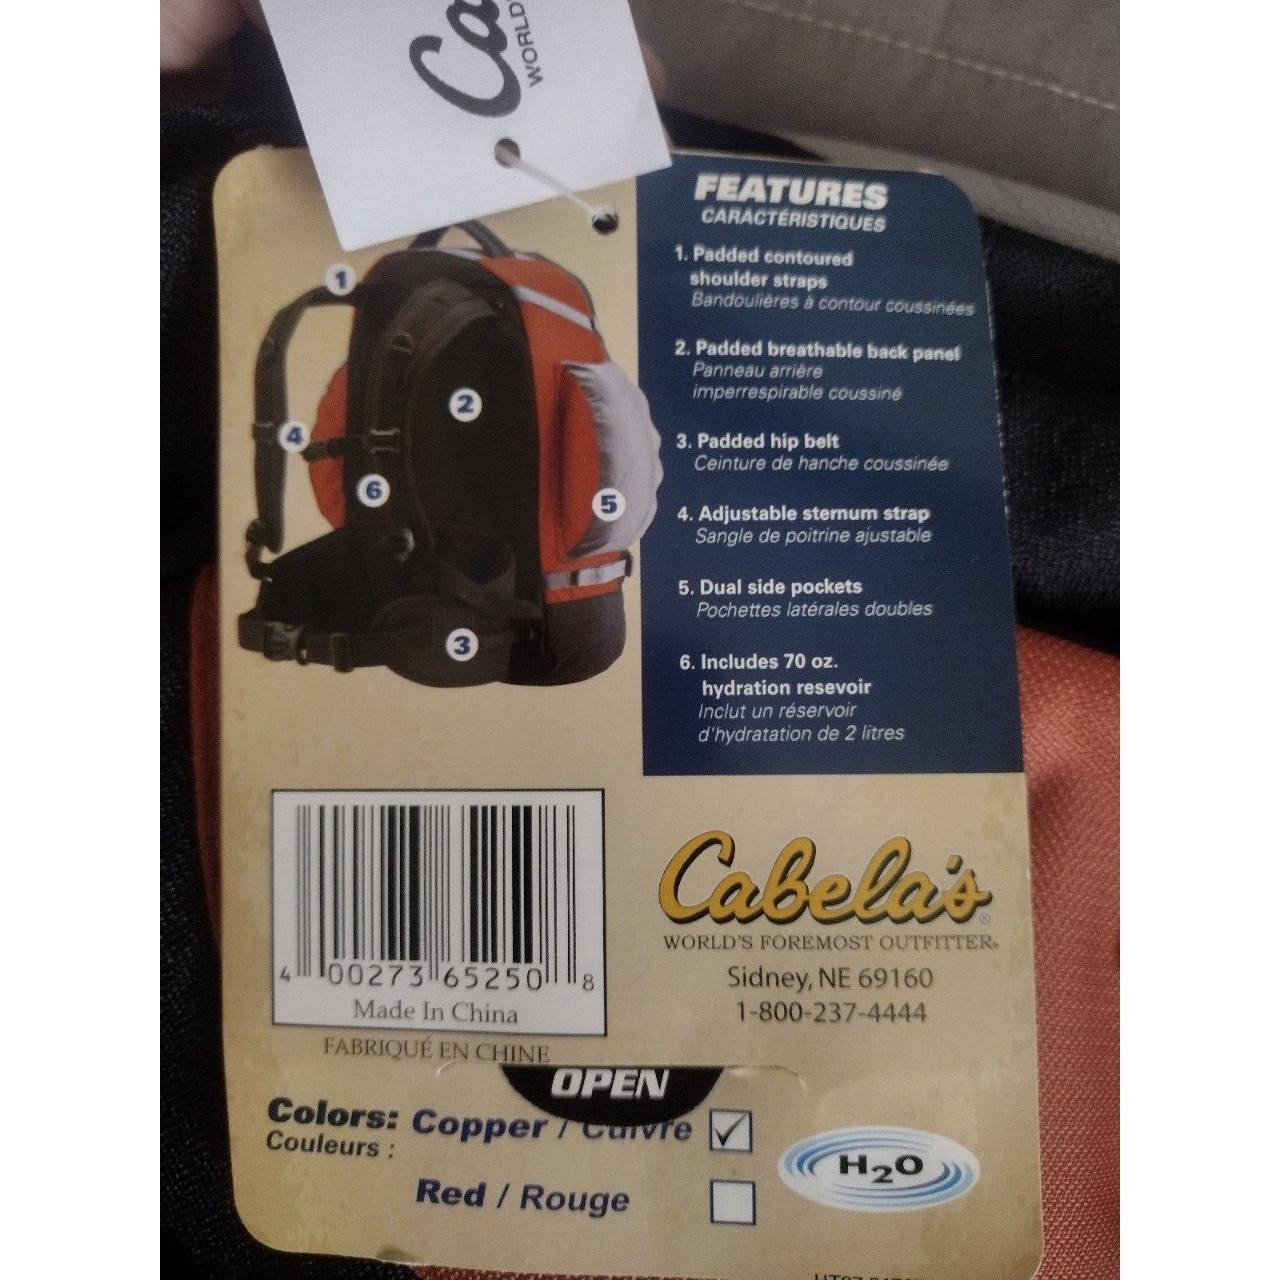 Ca
WORLD'
FEATURES
CARACTÉRISTIQUES
1. Padded contoured
shoulder straps
Bandoulières à contour coussinées
2. Padded breathable back panel
Panneau arrière
imperrespirable coussiné
3. Padded hip belt
Ceinture de hanche coussinée
4. Adjustable sternum strap
Sangle de poitrine ajustable
5. Dual side pockets
Pochettes latérales doubles
6. Includes 70 oz.
hydration resevoir
Inclut un réservoir
d'hydratation de 2 litres
1
2
4
6
5
3
4 00273 65250 8
Made In China
FABRIQUÉ EN CHINE
Cabela's®
WORLD'S FOREMOST OUTFITTER®
Sidney, NE 69160
1-800-237-4444
OPEN
Colors: Copper / Cuivre
Couleurs :
Red / Rouge
H2O